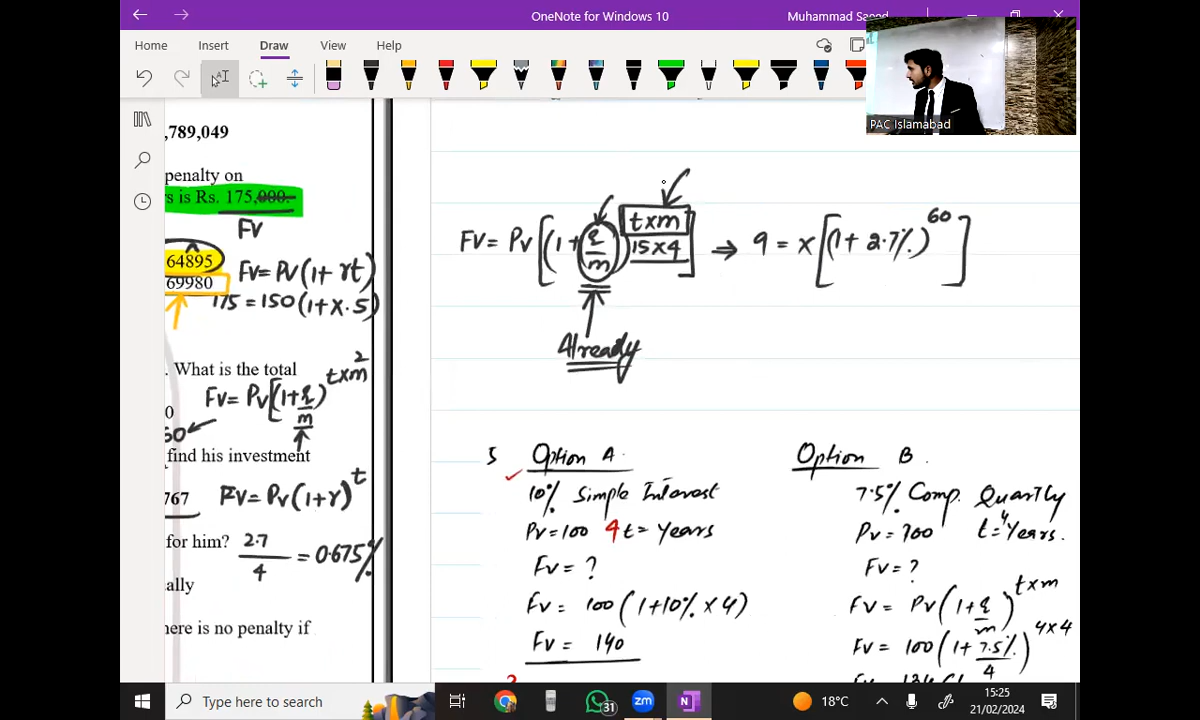 OneNote for Windows 10
Muhammad Saeed
Home Insert Draw View Help
PAC Islamabad
,789,049
penalty on
s is Rs. 175,000.
FV
64895
FV = PV(1+ rt)
69980
175 = 150(1+x.5)
. What is the total
FV = PV[(1+r/m)^txm
2
0
60
find his investment
767
FV = PV(1+r)^t
for him?
2.7/4 = 0.675%
ally
here is no penalty if
FV = PV[(1+r/m)^txm 15x4] ⇒ 9 = x[(1+2.7%)^60]
Already
5 Option A.
10% Simple Interest
PV=100 4 t= Years
FV = ?
FV = 100(1+10% x 4)
FV = 140
Option B.
7.5% Comp. Quartly
PV = 100 t=4 Years.
FV = ?
FV = PV(1+r/m)^txm
FV = 100(1+7.5%/4)^4x4
Type here to search
31
zm
N
18°C
15:25
21/02/2024